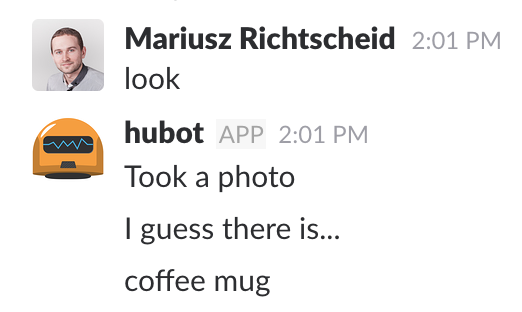 Mariusz Richtscheid 2:01 PM
look
hubot APP 2:01 PM
Took a photo
I guess there is...
coffee mug